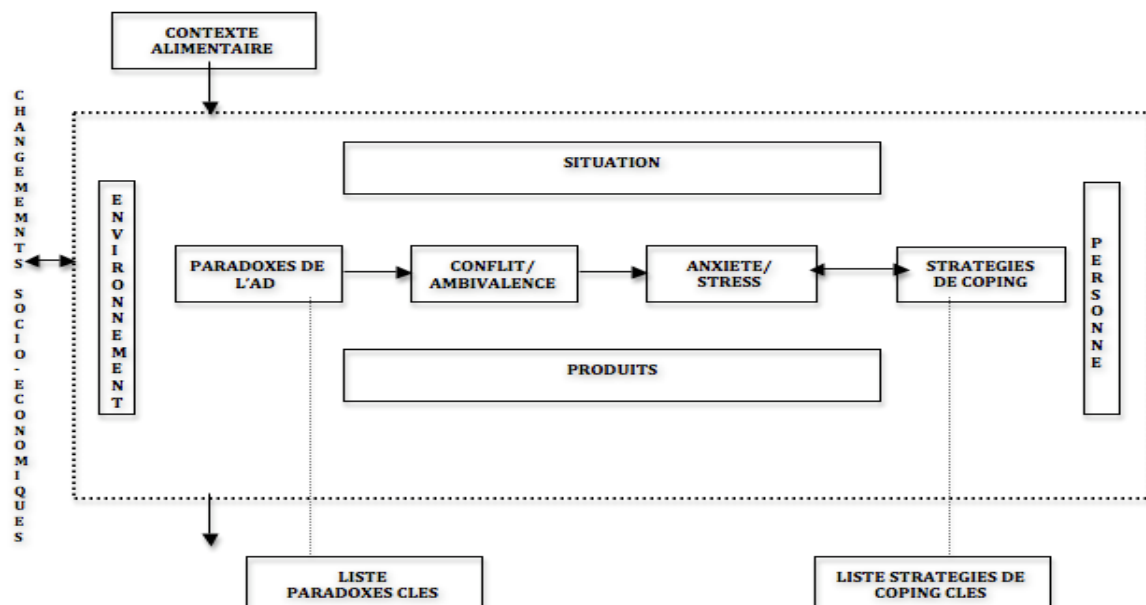 CONTEXTE
ALIMENTAIRE
CHANGEMEMNTS SOCIO-ECONOMIQUES
SITUATION
ENVIRONNEMENT
PARADOXES DE
L'AD
CONFLIT/
AMBIVALENCE
ANXIETE/
STRESS
STRATEGIES
DE COPING
PERSONNE
PRODUITS
LISTE
PARADOXES CLES
LISTE STRATEGIES DE
COPING CLES